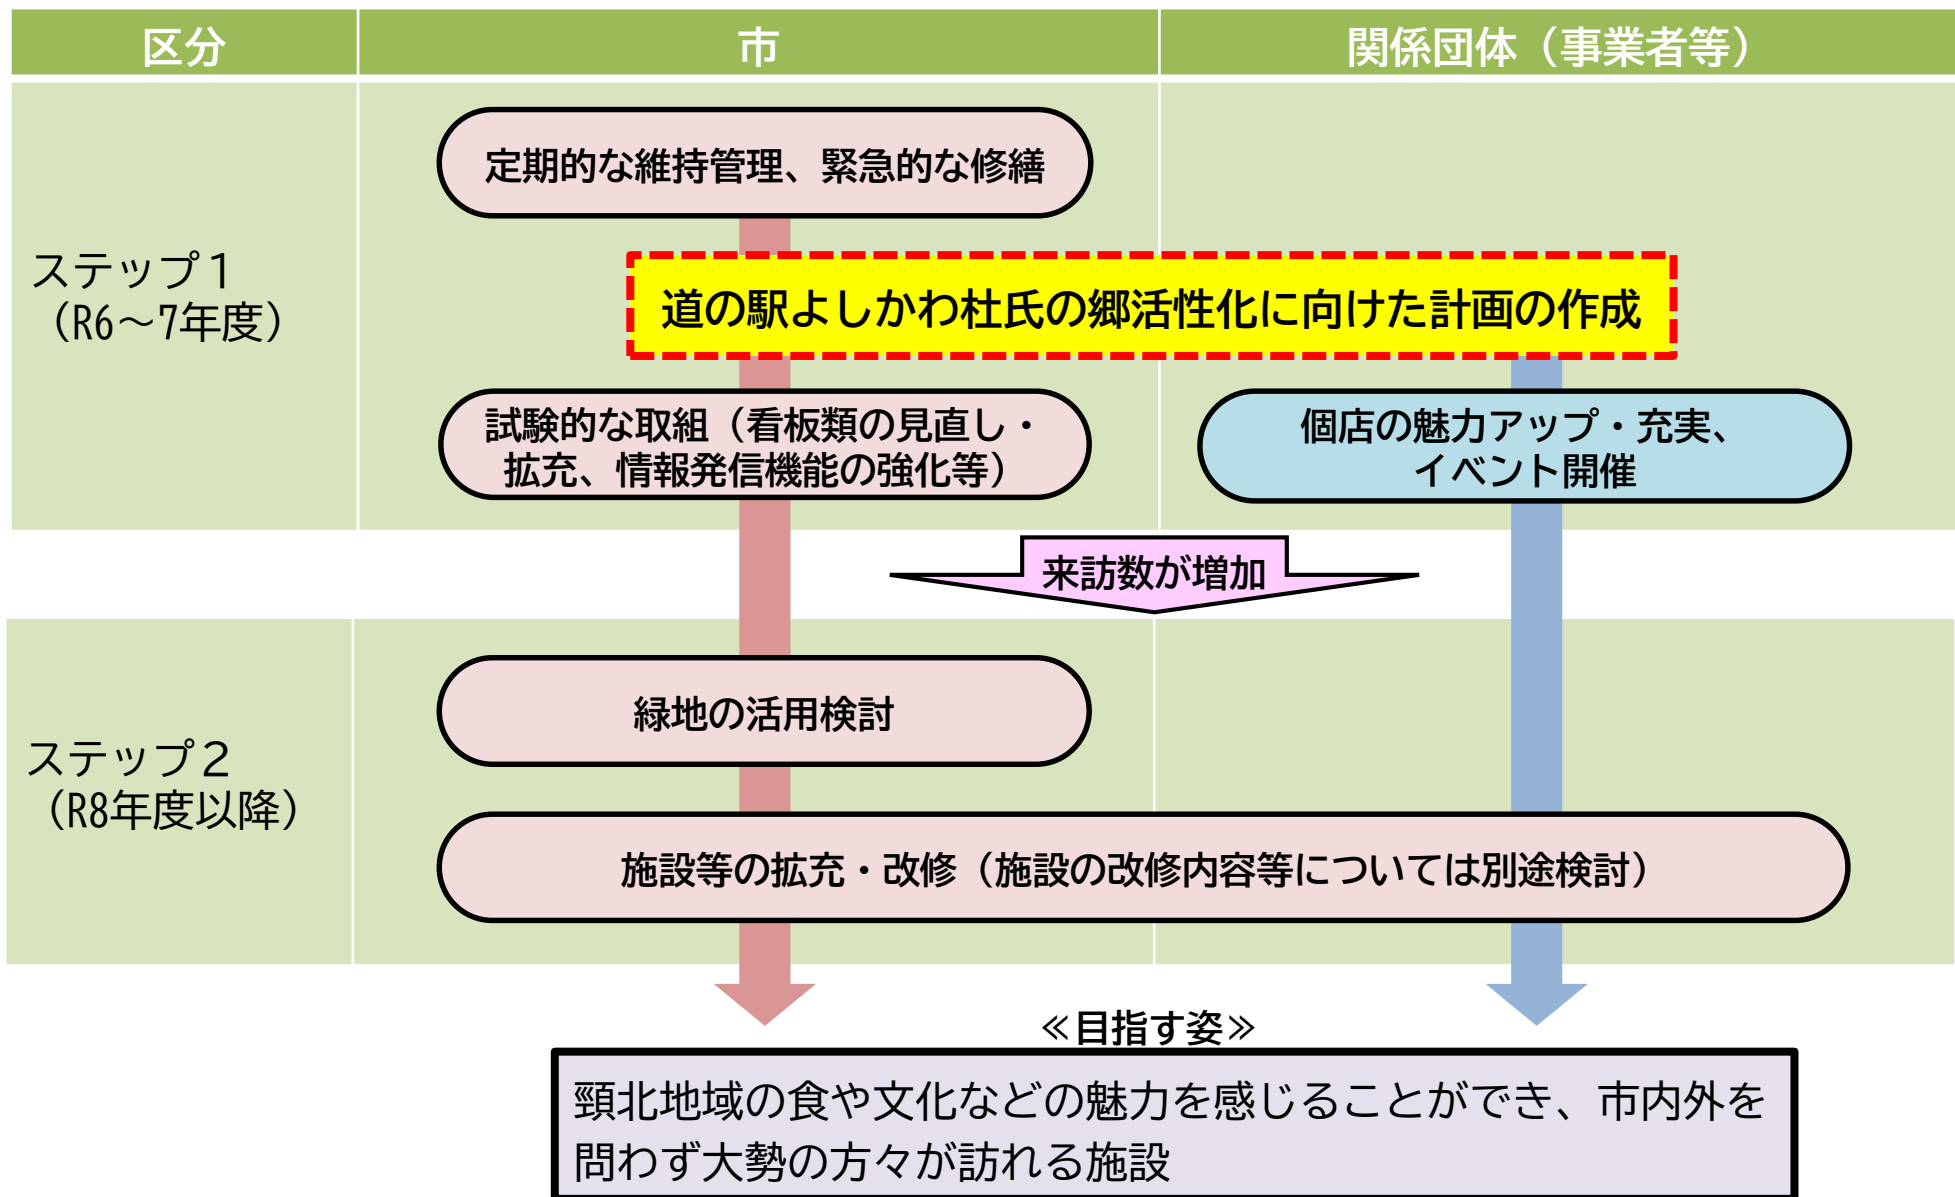 区分
市
関係団体（事業者等）
ステップ１
（R6～7年度）
定期的な維持管理、緊急的な修繕
道の駅よしかわ杜氏の郷活性化に向けた計画の作成
試験的な取組（看板類の見直し・
拡充、情報発信機能の強化等）
個店の魅力アップ・充実、
イベント開催
来訪数が増加
ステップ２
（R8年度以降）
緑地の活用検討
施設等の拡充・改修（施設の改修内容等については別途検討）
≪目指す姿≫
頸北地域の食や文化などの魅力を感じることができ、市内外を
問わず大勢の方々が訪れる施設